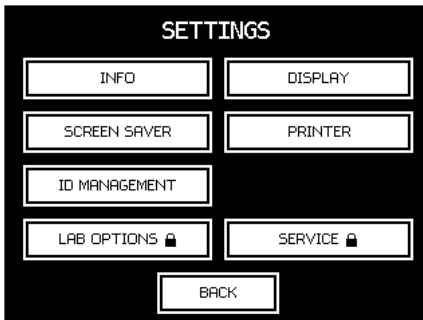 SETTINGS
INFO
DISPLAY
SCREEN SAVER
PRINTER
ID MANAGEMENT
LAB OPTIONS
SERVICE
BACK